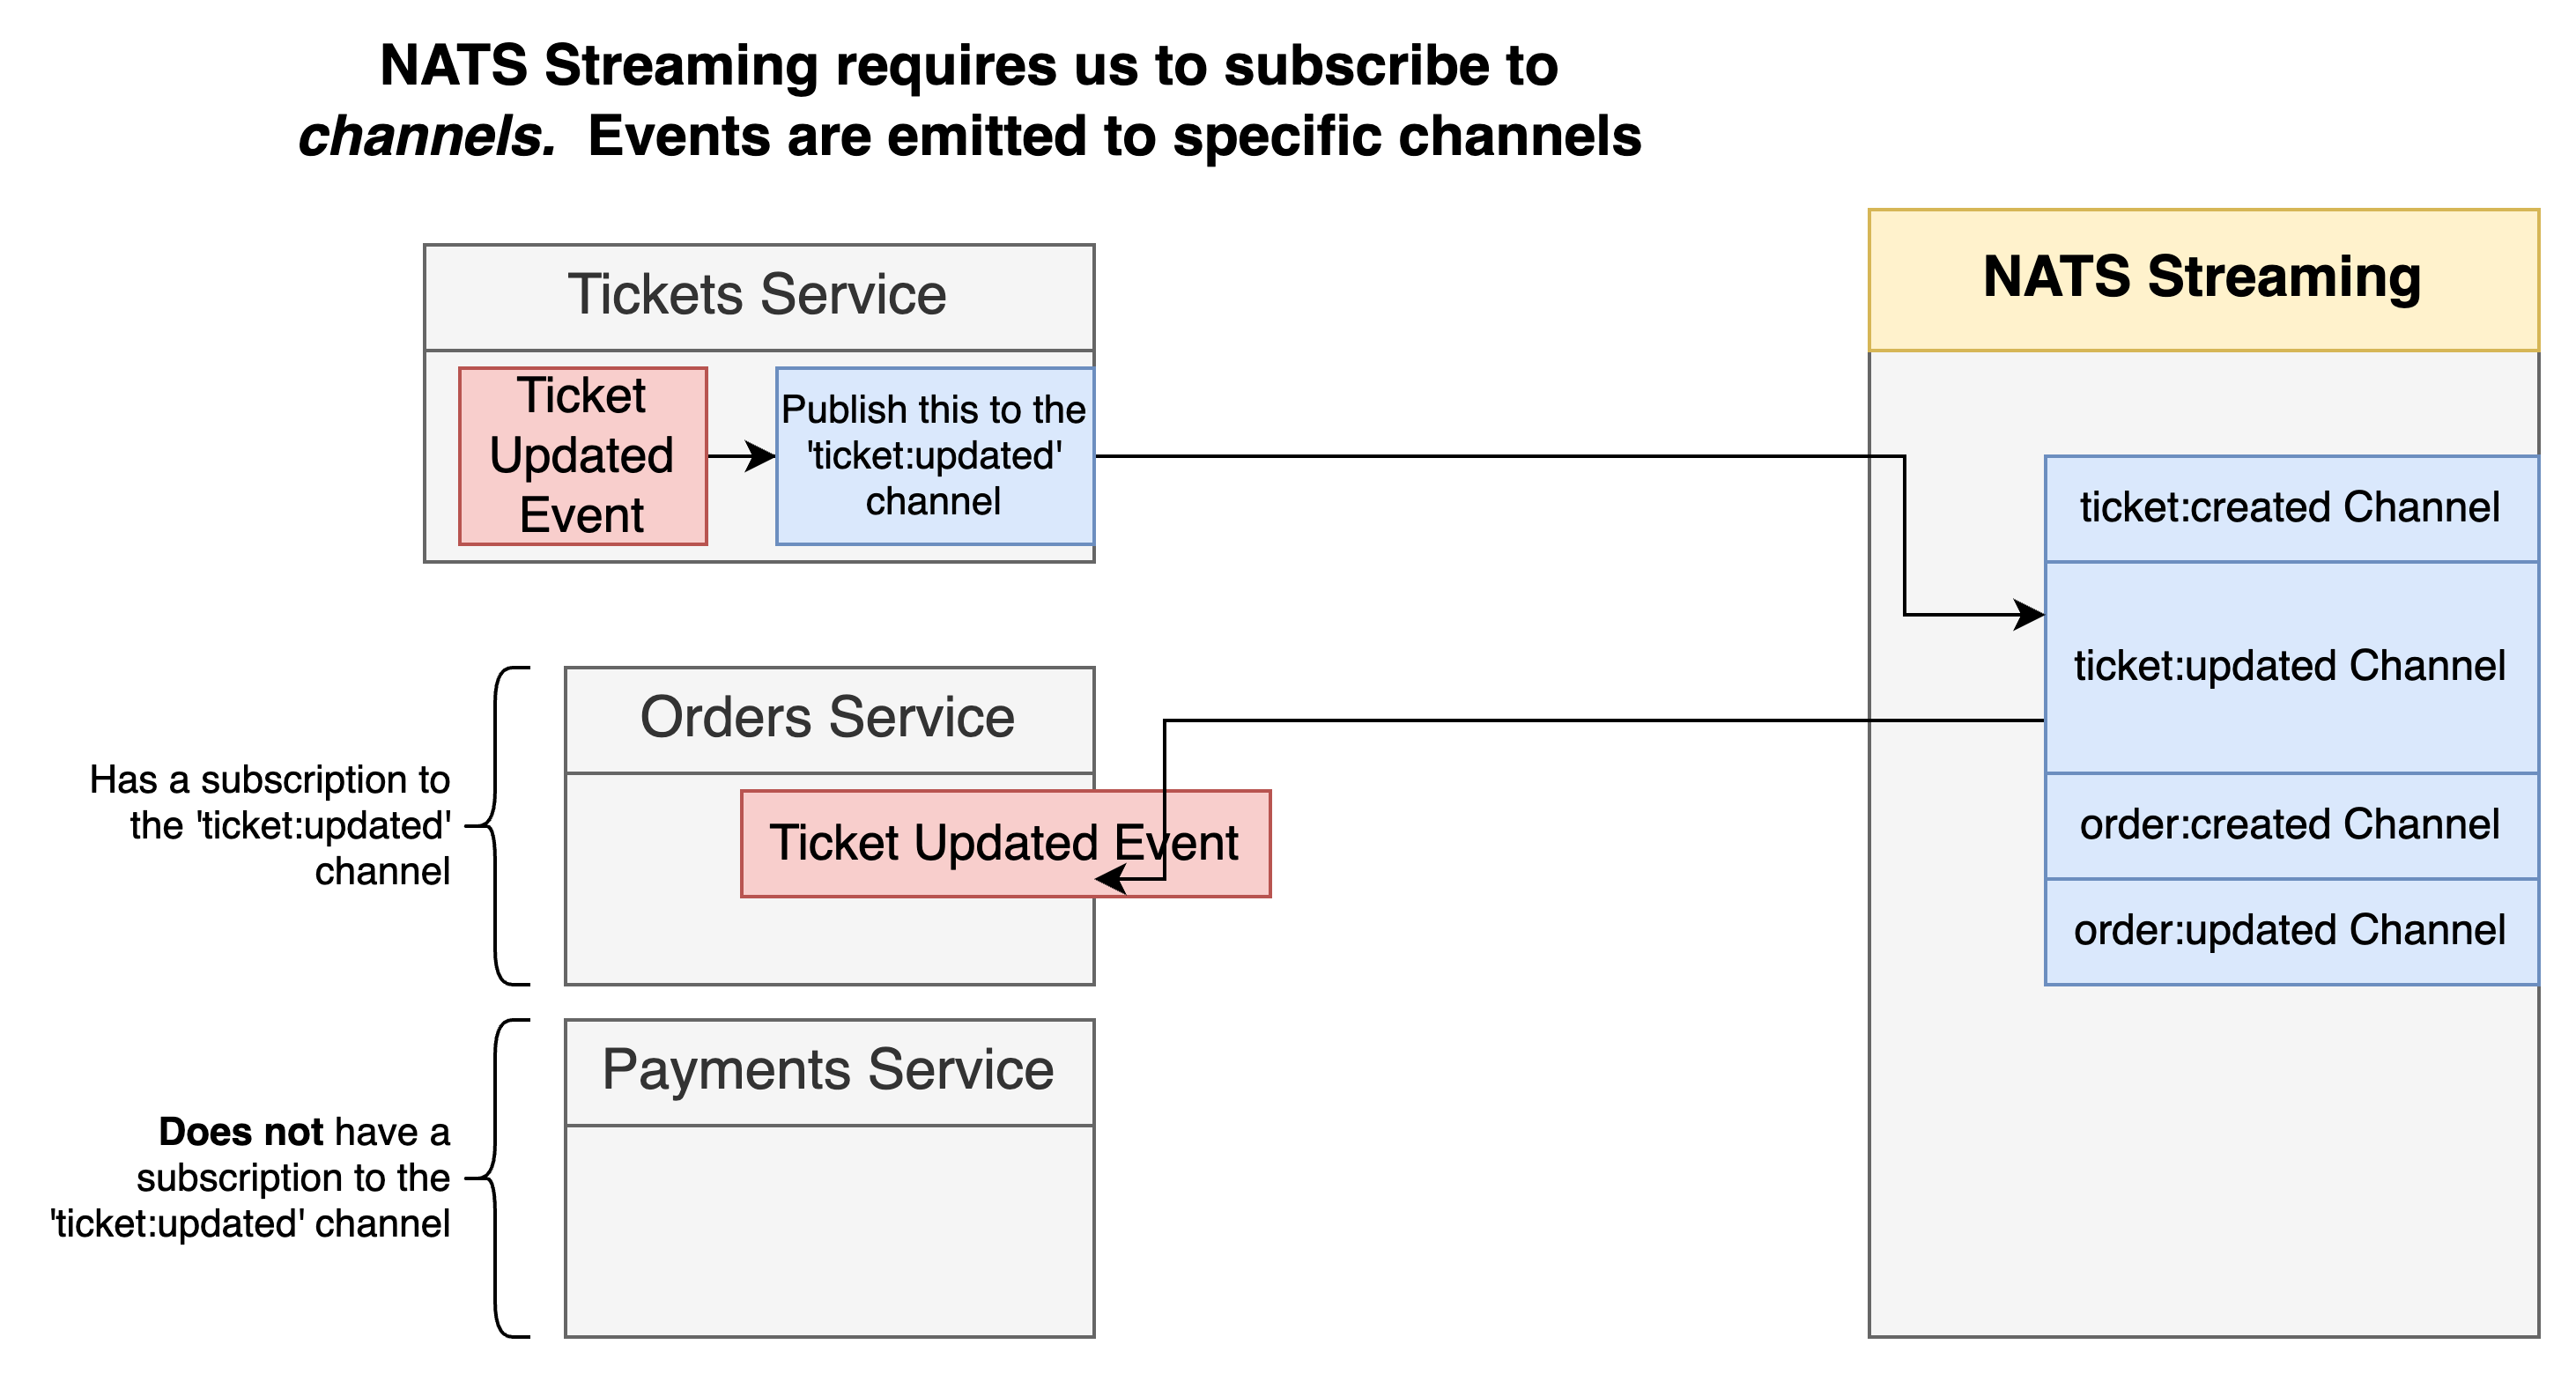 NATS Streaming requires us to subscribe to
channels.  Events are emitted to specific channels
Tickets Service
Ticket
Updated
Event
Publish this to the
'ticket:updated'
channel
NATS Streaming
ticket:created Channel
ticket:updated Channel
order:created Channel
order:updated Channel
Has a subscription to
the 'ticket:updated'
channel
Orders Service
Ticket Updated Event
Does not have a
subscription to the
'ticket:updated' channel
Payments Service